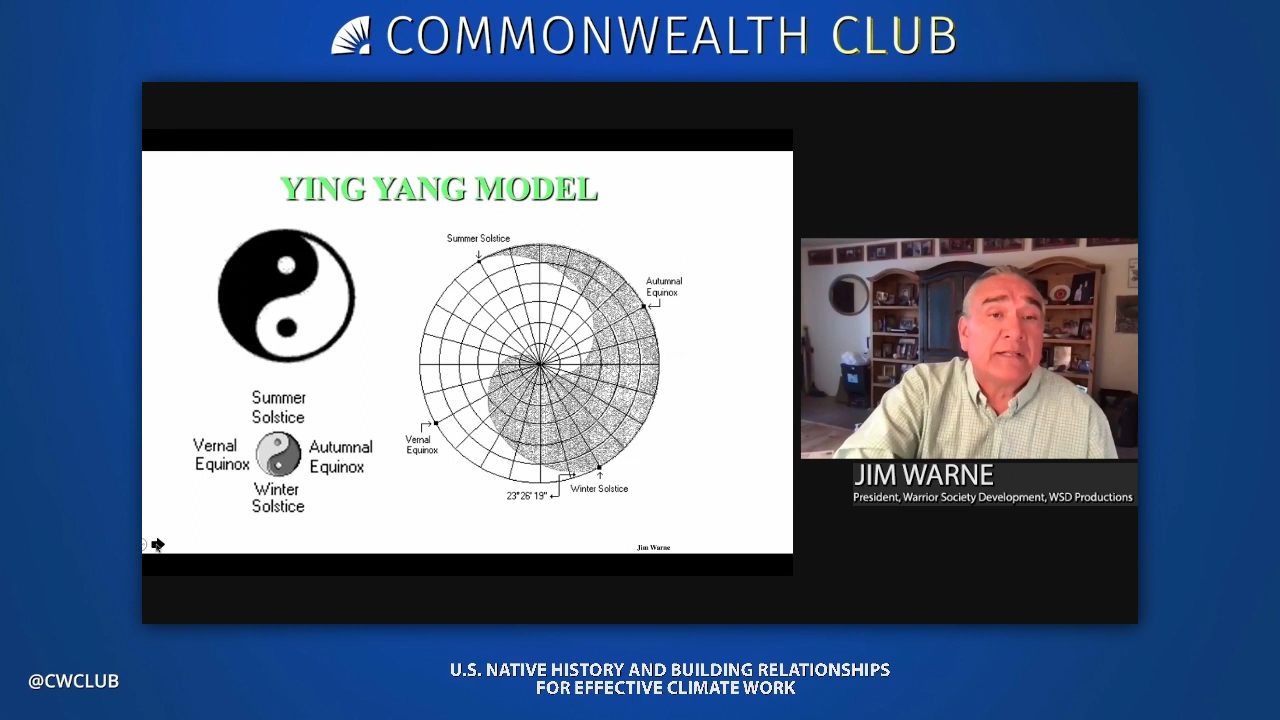 COMMONWEALTH CLUB
YING YANG MODEL
Summer
Solstice
Vernal
Equinox
Autumnal
Equinox
Winter
Solstice
Summer Solstice
Autumnal
Equinox
Vernal
Equinox
Winter Solstice
23°26' 19"
Jim Warne
JIM WARNE
President, Warrior Society Development, WSD Productions
@CWCLUB
U.S. NATIVE HISTORY AND BUILDING RELATIONSHIPS
FOR EFFECTIVE CLIMATE WORK